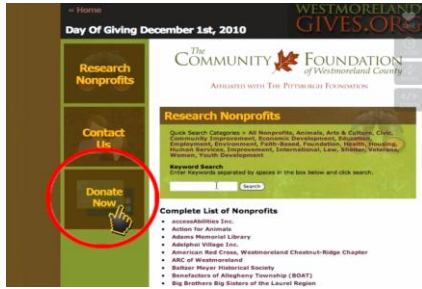 « Home
WESTMORELAND
GIVES.ORG
Day Of Giving December 1st, 2010
The
COMMUNITY FOUNDATION
of Westmoreland County
AFFILIATED WITH THE PITTSBURGH FOUNDATION
Research
Nonprofits
Contact
Us
Donate
Now
Research Nonprofits
Quick Search Categories » All Nonprofits, Animals, Arts & Culture, Civic,
Community Improvement, Economic Development, Education,
Employment, Environment, Faith-Based, Foundation, Health, Housing,
Human Services, Improvement, International, Law, Shelter, Veterans,
Woman, Youth Development
Keyword Search
Enter Keywords separated by spaces in the box below and click search.
Search
Complete List of Nonprofits
• accessAbilities Inc.
• Action for Animals
• Adams Memorial Library
• Adelphoi Village Inc.
• American Red Cross, Westmoreland Chestnut-Ridge Chapter
• ARC of Westmoreland
• Baltzer Meyer Historical Society
• Benefactors of Allegheny Township (BOAT)
• Big Brothers Big Sisters of the Laurel Region